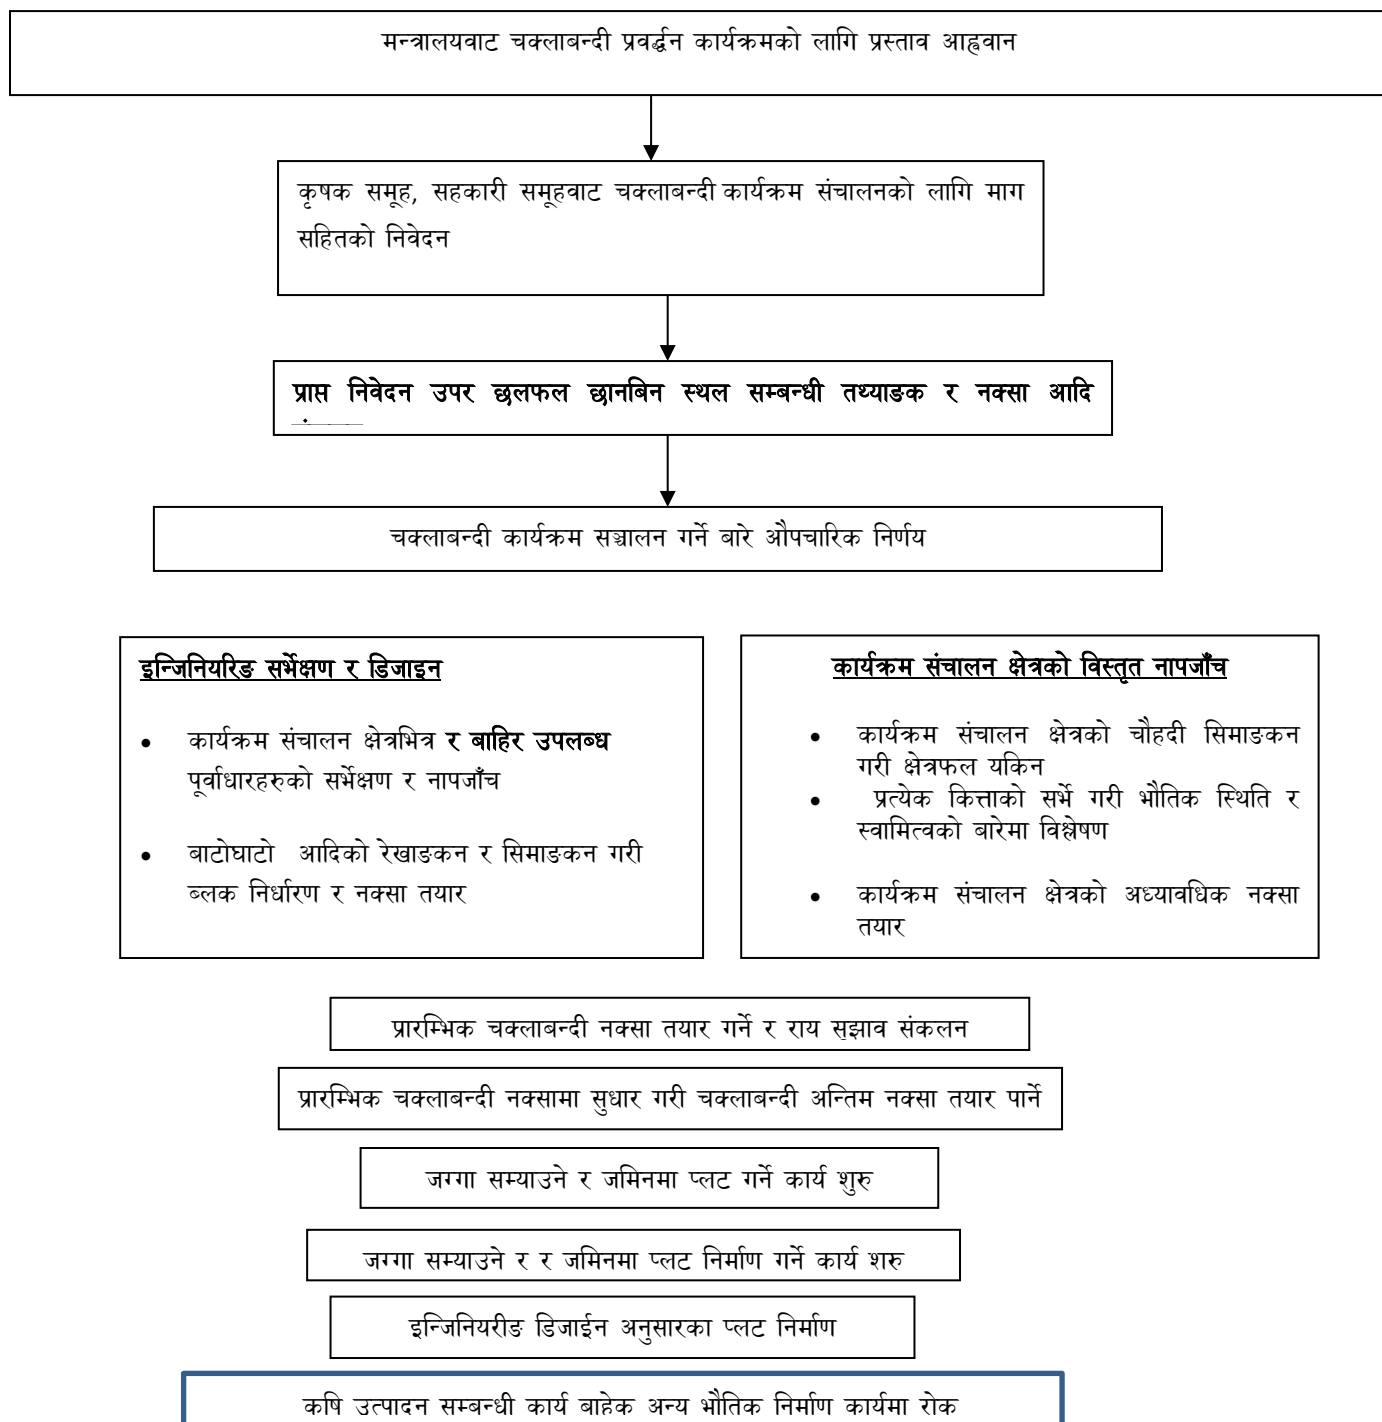 मन्त्रालयवाट चक्लाबन्दी प्रवर्द्धन कार्यक्रमको लागि प्रस्ताव आह्ववान
कृषक समूह, सहकारी समूहवाट चक्लाबन्दी कार्यक्रम संचालनको लागि माग
सहितको निवेदन
प्राप्त निवेदन उपर छलफल छानबिन स्थल सम्बन्धी तथ्याङक र नक्सा आदि
चक्लाबन्दी कार्यक्रम सञ्चालन गर्ने बारे औपचारिक निर्णय
इन्जिनियरिङ सर्भेक्षण र डिजाइन
• कार्यक्रम संचालन क्षेत्रभित्र र बाहिर उपलब्ध
पूर्वाधारहरुको सर्भेक्षण र नापजाँच
• बाटोघाटो आदिको रेखाङकन र सिमाङकन गरी
ब्लक निर्धारण र नक्सा तयार
कार्यक्रम संचालन क्षेत्रको विस्तृत नापजाँच
• कार्यक्रम संचालन क्षेत्रको चौहदी सिमाङकन
गरी क्षेत्रफल यकिन
• प्रत्येक कित्ताको सर्भे गरी भौतिक स्थिति र
स्वामित्वको बारेमा विश्लेषण
• कार्यक्रम संचालन क्षेत्रको अध्यावधिक नक्सा
तयार
प्रारम्भिक चक्लाबन्दी नक्सा तयार गर्ने र राय सुझाव संकलन
प्रारम्भिक चक्लाबन्दी नक्सामा सुधार गरी चक्लाबन्दी अन्तिम नक्सा तयार पार्ने
जग्गा सम्याउने र जमिनमा प्लट गर्ने कार्य शुरु
जग्गा सम्याउने र र जमिनमा प्लट निर्माण गर्ने कार्य शरु
इन्जिनियरीङ डिजाईन अनुसारका प्लट निर्माण
कषि उत्पादन सम्बन्धी कार्य बाहेक अन्य भौतिक निर्माण कार्यमा रोक